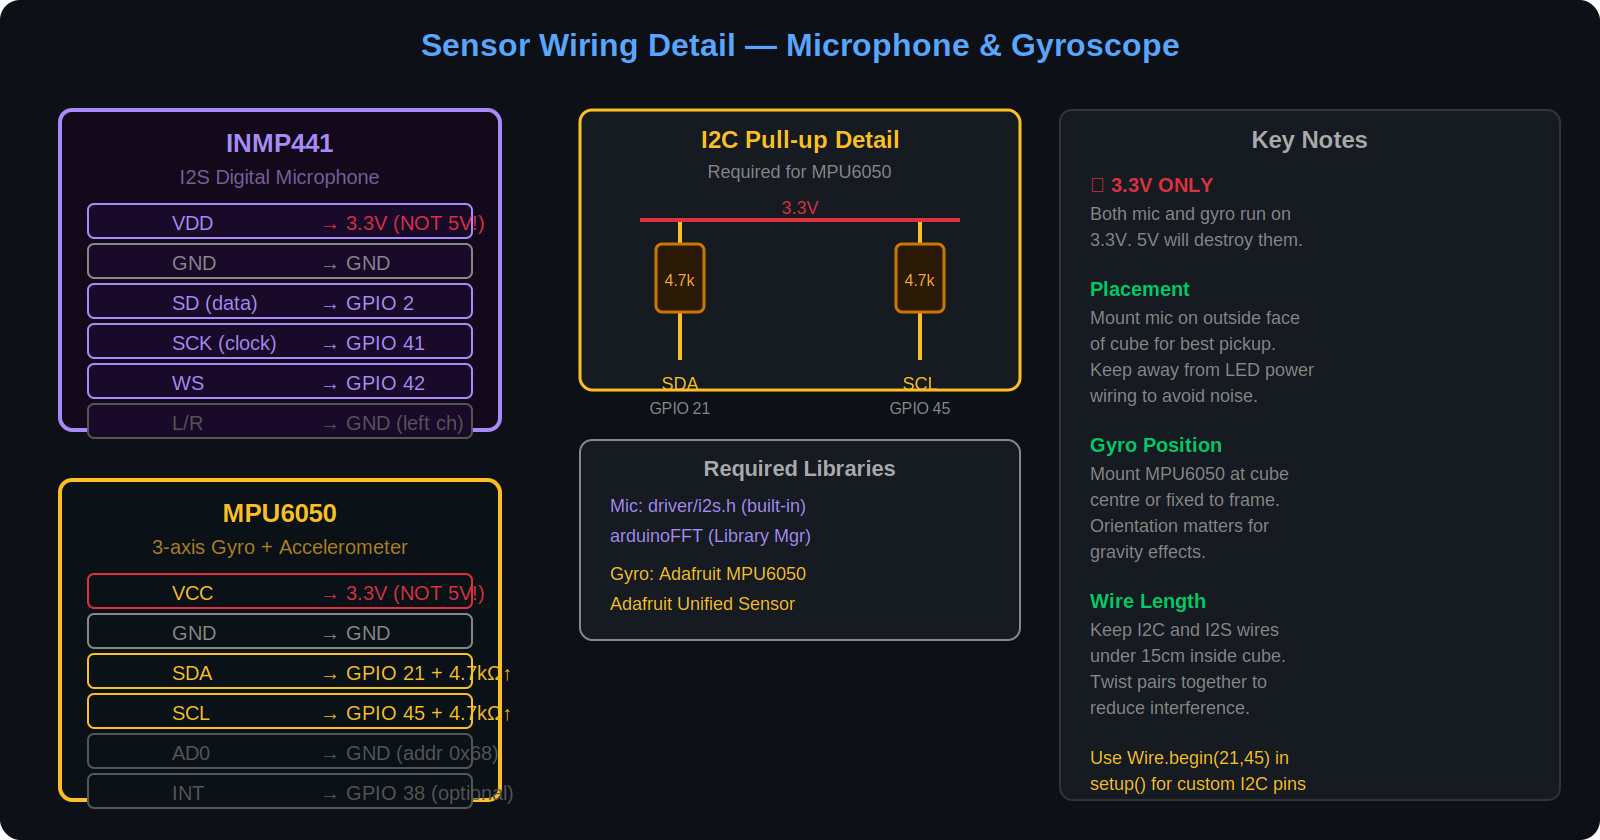 Sensor Wiring Detail — Microphone & Gyroscope
INMP441
I2S Digital Microphone
VDD → 3.3V (NOT 5V!)
GND → GND
SD (data) → GPIO 2
SCK (clock) → GPIO 41
WS → GPIO 42
L/R → GND (left ch)
MPU6050
3-axis Gyro + Accelerometer
VCC → 3.3V (NOT 5V!)
GND → GND
SDA → GPIO 21 + 4.7kΩ↑
SCL → GPIO 45 + 4.7kΩ↑
AD0 → GND (addr 0x68)
INT → GPIO 38 (optional)
I2C Pull-up Detail
Required for MPU6050
3.3V
4.7k 4.7k
SDA SCL
GPIO 21 GPIO 45
Required Libraries
Mic: driver/i2s.h (built-in)
arduinoFFT (Library Mgr)
Gyro: Adafruit MPU6050
Adafruit Unified Sensor
Key Notes
3.3V ONLY
Both mic and gyro run on
3.3V. 5V will destroy them.
Placement
Mount mic on outside face
of cube for best pickup.
Keep away from LED power
wiring to avoid noise.
Gyro Position
Mount MPU6050 at cube
centre or fixed to frame.
Orientation matters for
gravity effects.
Wire Length
Keep I2C and I2S wires
under 15cm inside cube.
Twist pairs together to
reduce interference.
Use Wire.begin(21,45) in
setup() for custom I2C pins